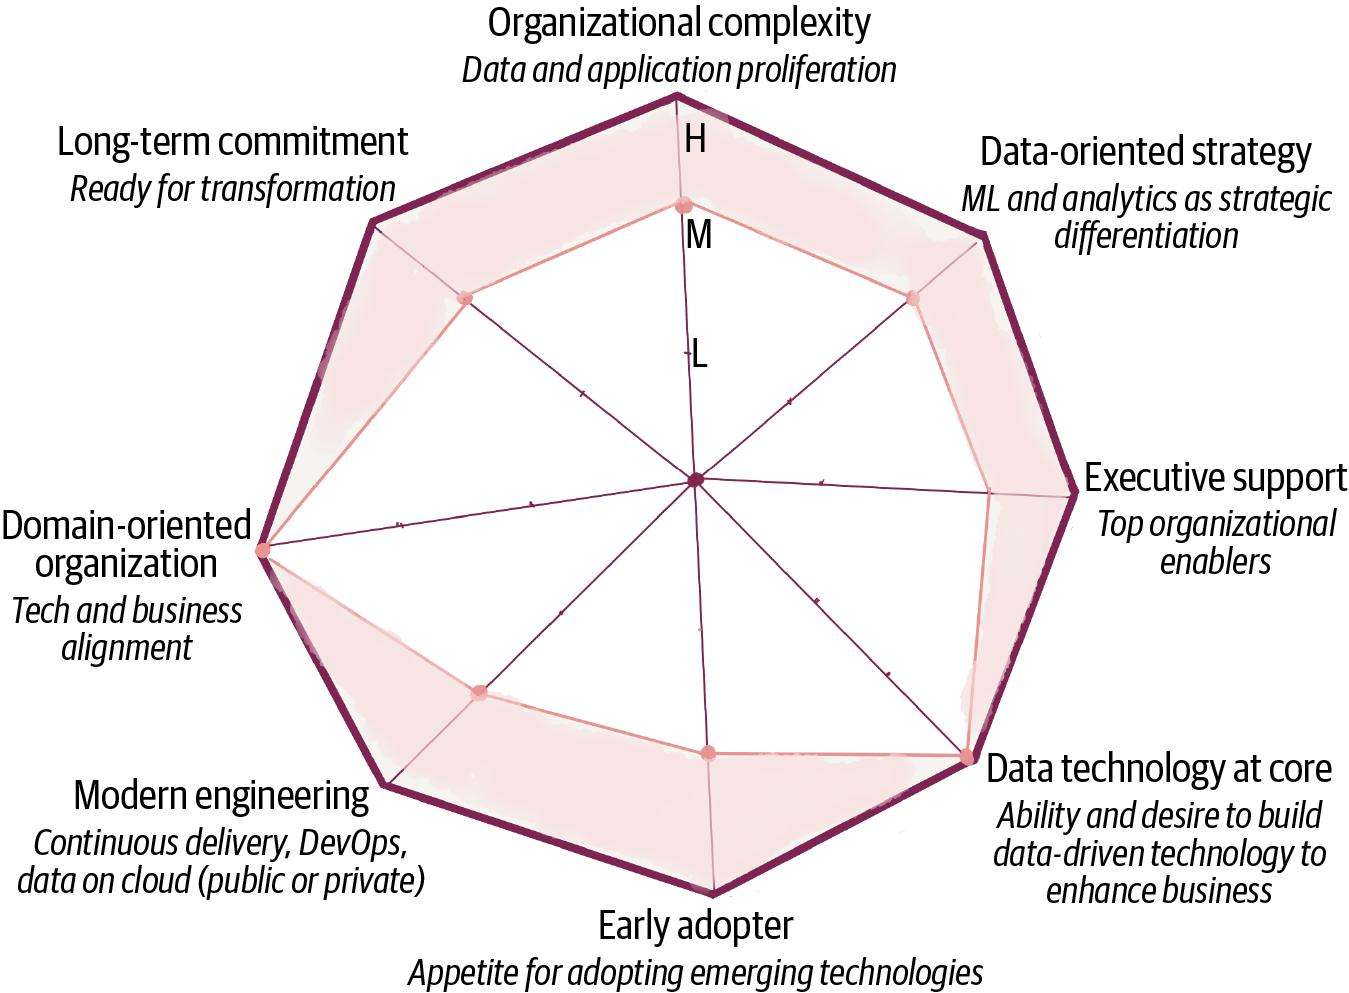 Organizational complexity
Data and application proliferation
H
M
L
Data-oriented strategy
ML and analytics as strategic
differentiation
Executive support
Top organizational
enablers
Data technology at core
Ability and desire to build
data-driven technology to
enhance business
Early adopter
Appetite for adopting emerging technologies
Modern engineering
Continuous delivery, DevOps,
data on cloud (public or private)
Domain-oriented
organization
Tech and business
alignment
Long-term commitment
Ready for transformation